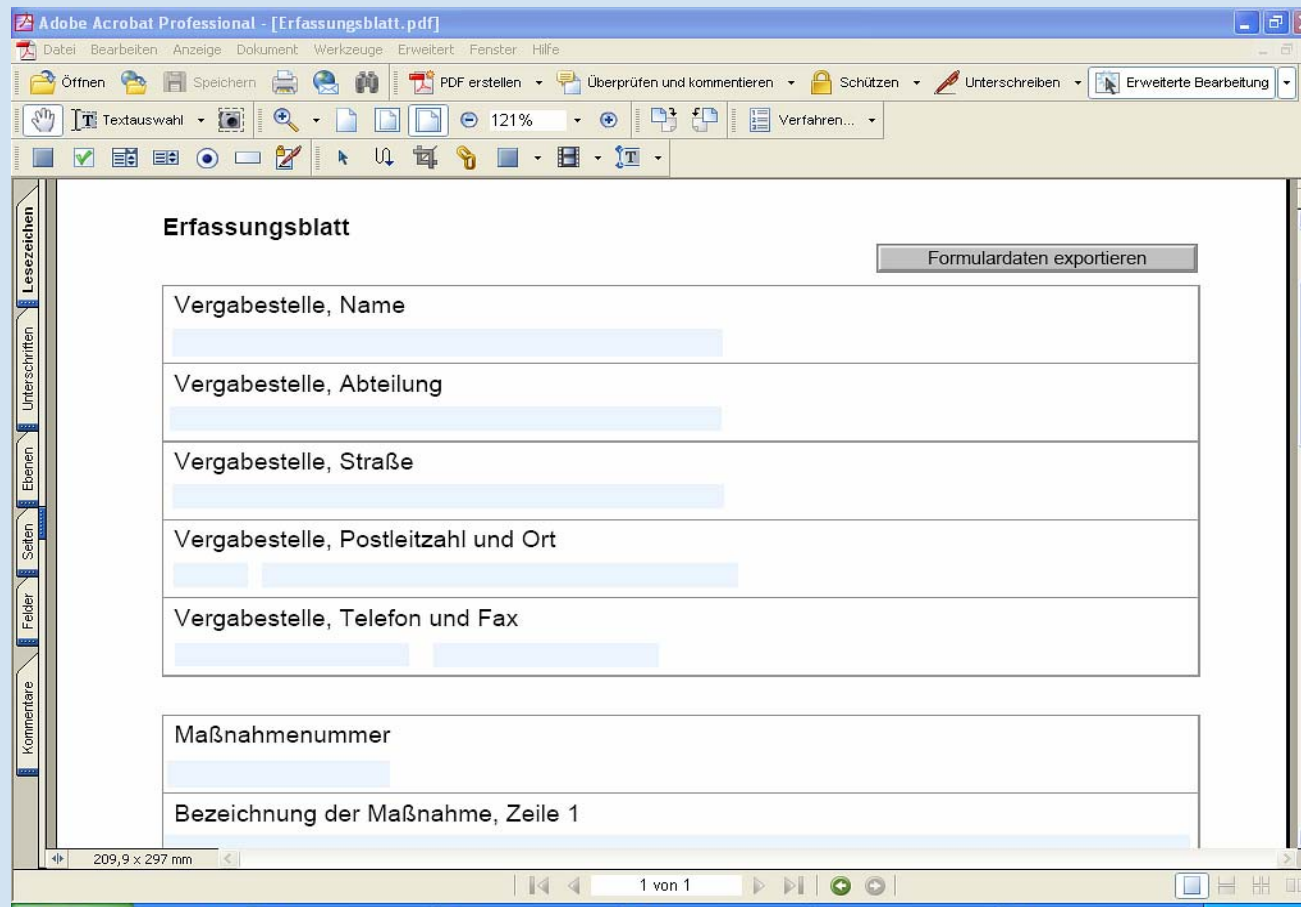 Adobe Acrobat Professional - [Erfassungsblatt.pdf]
Datei Bearbeiten Anzeige Dokument Werkzeuge Erweitert Fenster Hilfe
Öffnen Speichern PDF erstellen Überprüfen und kommentieren Schützen Unterschreiben Erweiterte Bearbeitung
Textauswahl 121% Verfahren...
Lesezeichen
Unterschriften
Ebenen
Seiten
Felder
Kommentare
Erfassungsblatt
Formulardaten exportieren
Vergabestelle, Name
Vergabestelle, Abteilung
Vergabestelle, Straße
Vergabestelle, Postleitzahl und Ort
Vergabestelle, Telefon und Fax
Maßnahmenummer
Bezeichnung der Maßnahme, Zeile 1
209,9 x 297 mm
1 von 1